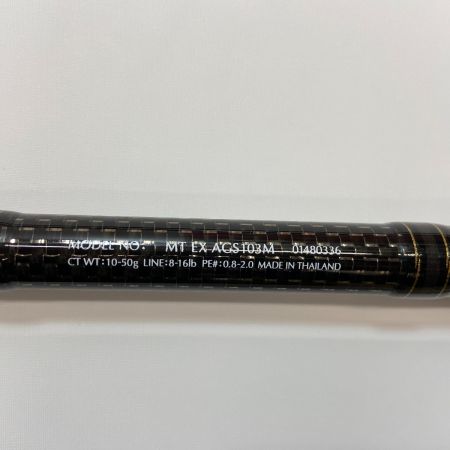 MODEL NO: MT EX AGS103M 01480336
CT WT:10-50g LINE:8-16lb PE#:0.8-2.0 MADE IN THAILAND